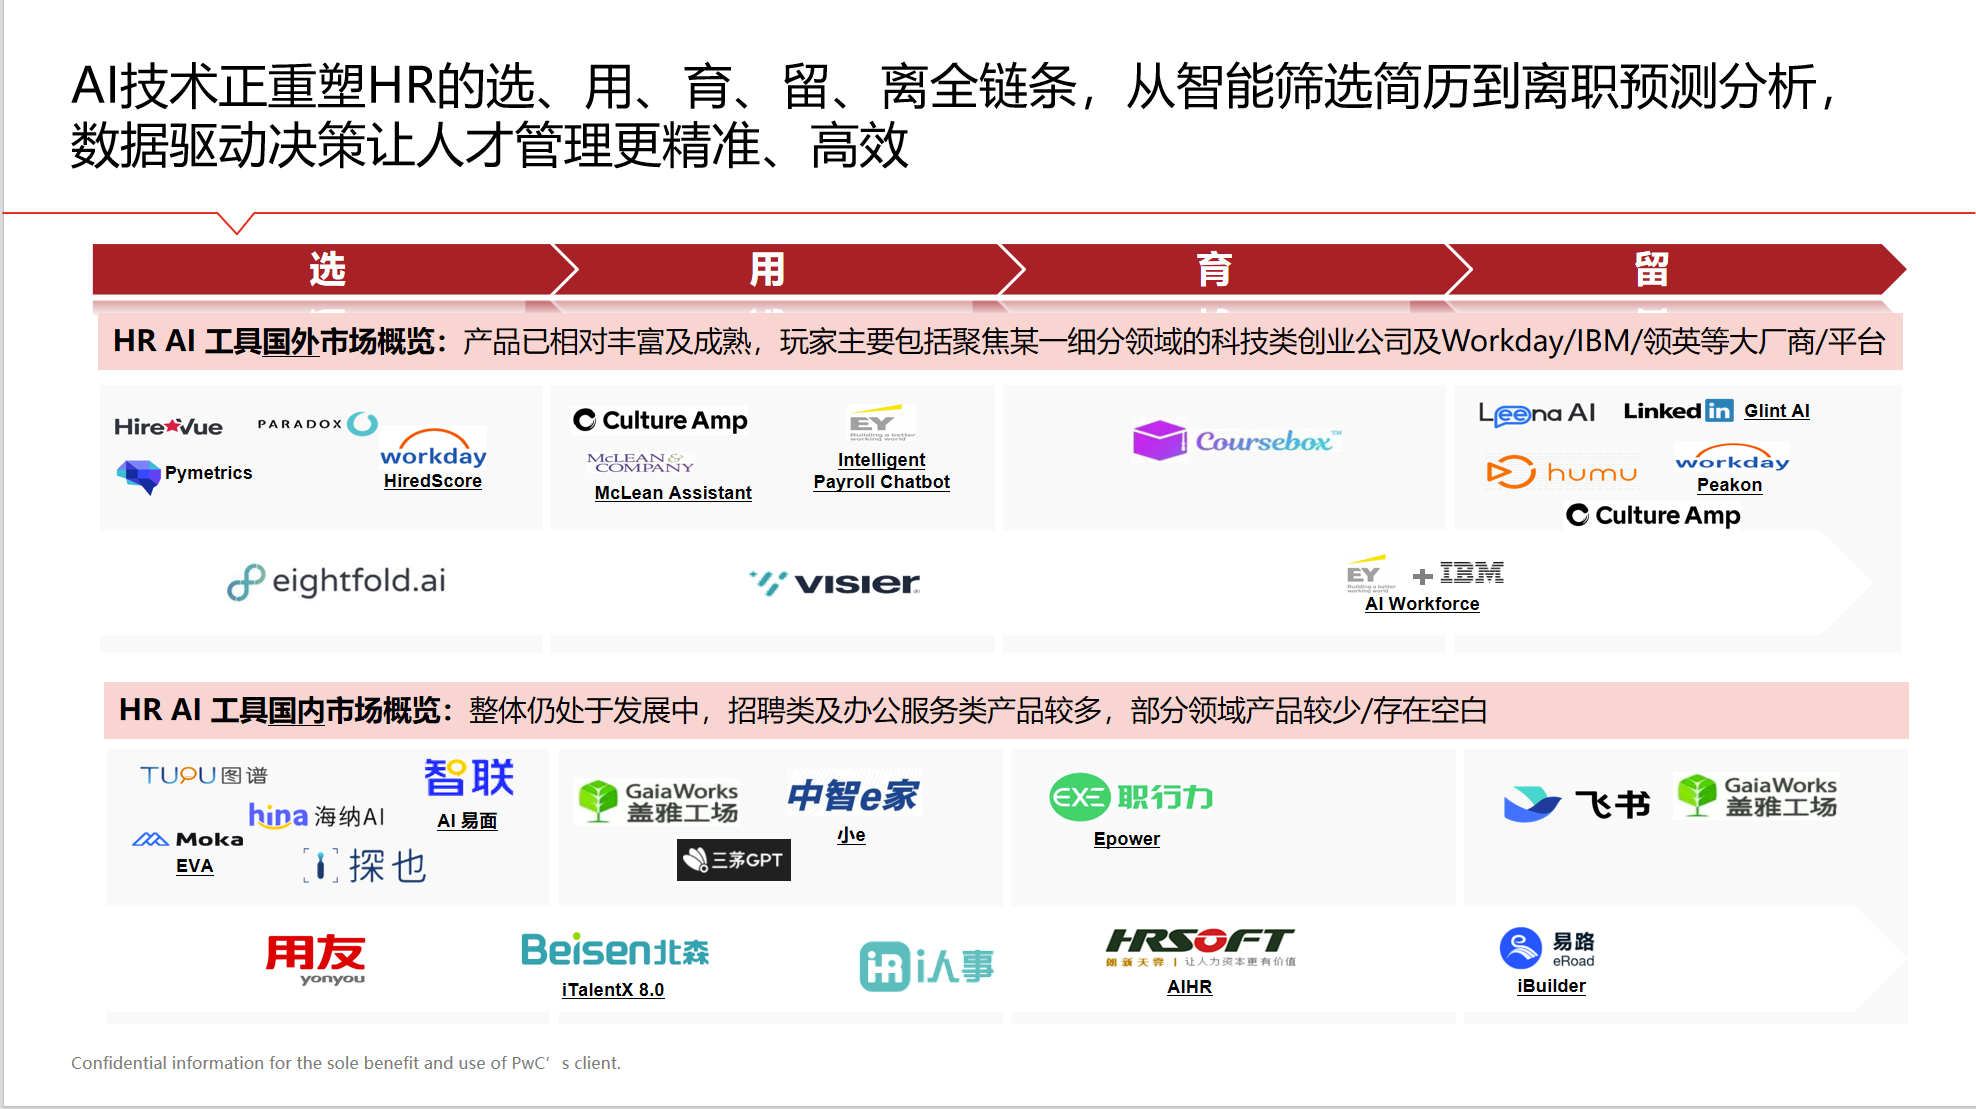 AI技术正重塑HR的选、用、育、留、离全链条，从智能筛选简历到离职预测分析，
数据驱动决策让人才管理更精准、高效
选
用
育
留
HR AI 工具国外市场概览：产品已相对丰富及成熟，玩家主要包括聚焦某一细分领域的科技类创业公司及Workday/IBM/领英等大厂商/平台
HireVue
PARADOX
workday
HiredScore
Pymetrics
Culture Amp
McLEAN & COMPANY
McLean Assistant
EY
Building a better
working world
Intelligent
Payroll Chatbot
Coursebox™
Leena AI
Linked in Glint AI
humu
workday
Peakon
Culture Amp
eightfold.ai
VISIER
EY
Building a better
working world
+ IBM
AI Workforce
HR AI 工具国内市场概览：整体仍处于发展中，招聘类及办公服务类产品较多，部分领域产品较少/存在空白
TUPU图谱
hina 海纳AI
Moka
EVA
智联
AI 易面
探也
GaiaWorks
盖雅工场
中智e家
小e
三茅GPT
EXE 职行力
Epower
飞书
GaiaWorks
盖雅工场
用友
yonyou
Beisen北森
iTalentX 8.0
iHR i人事
HRSOFT
朗新天霁 | 让人力资本更有价值
AIHR
易路
eRoad
iBuilder
Confidential information for the sole benefit and use of PwC’s client.